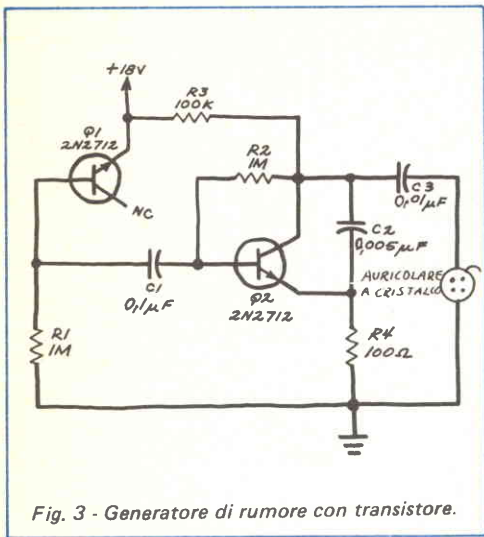 +18V
R3
100K
Q1
2N2712
R2
1M
C3
0,01µF
NC
C2
0,005µF
C1
0,1µF
Q2
2N2712
AURICOLARE
A CRISTALLO
R1
1M
R4
100Ω
Fig. 3 - Generatore di rumore con transistore.